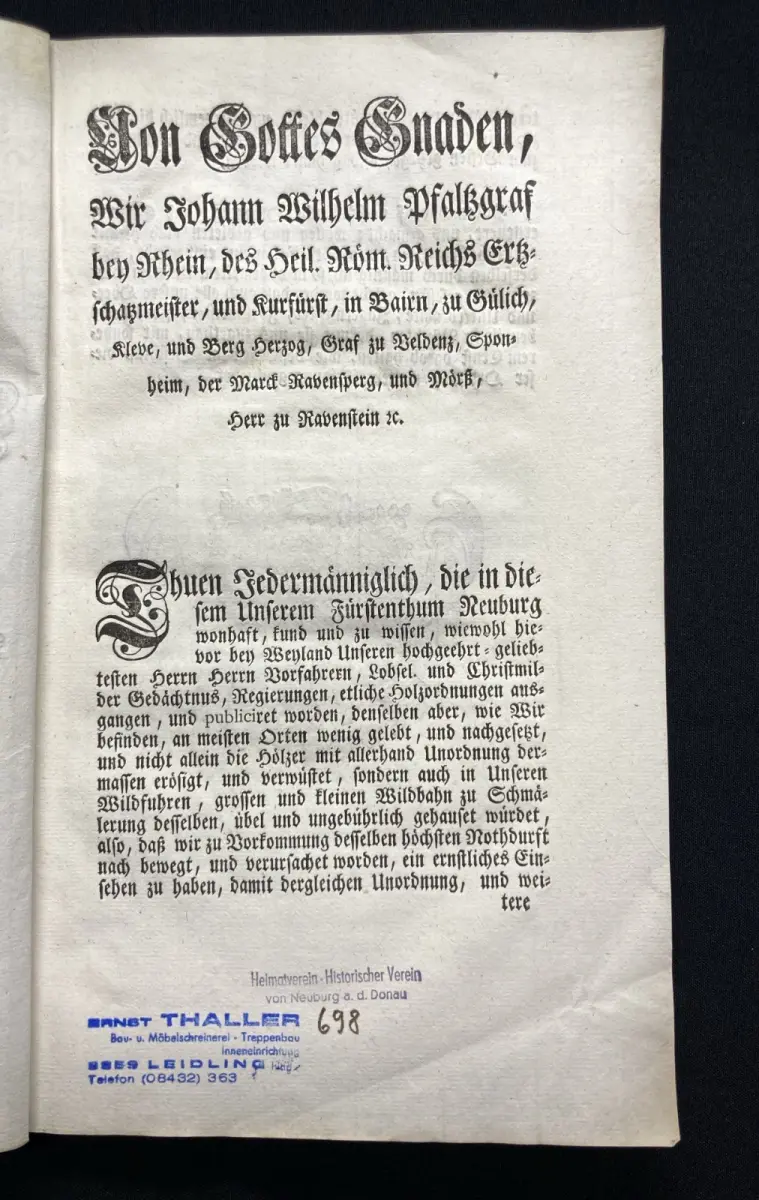 Von Gottes Gnaden,
Wir Johann Wilhelm Pfaltzgraf
bey Rhein, des Heil. Röm. Reichs Ertz-
schatzmeister, und Kurfürst, in Bairn, zu Gülich,
Kleve, und Berg Herzog, Graf zu Veldenz, Spon-
heim, der Marck Ravensperg, und Mörß,
Herr zu Ravenstein ꝛc.
Thuen Jedermänniglich, die in die-
sem Unserem Fürstenthum Neuburg
wonhaft, kund und zu wissen, wiewohl hie-
vor bey Weyland Unseren hochgeehrt-gelieb-
testen Herrn Herrn Vorfahrern, Lobsel. und Christmil-
der Gedächtnus, Regierungen, etliche Holzordnungen aus-
gangen, und publiciret worden, denselben aber, wie Wir
befinden, an meisten Orten wenig gelebt, und nachgesetzt,
und nicht allein die Hölzer mit allerhand Unordnung der-
massen erösigt, und verwüstet, sondern auch in Unseren
Wildfuhren, grossen und kleinen Wildbahn zu Schmä-
lerung desselben, übel und ungebührlich gehauset würdet,
also, daß wir zu Vorkommung desselben höchsten Nothdurft
nach bewegt, und verursachet worden, ein ernstliches Ein-
sehen zu haben, damit dergleichen Unordnung, und wei-
tere
Heimatverein - Historischer Verein
von Neuburg a. d. Donau
698
ERNST THALLER
Bau- u. Möbelschreinerei - Treppenbau
Inneneinrichtung
8859 LEIDLING
Telefon (08432) 363